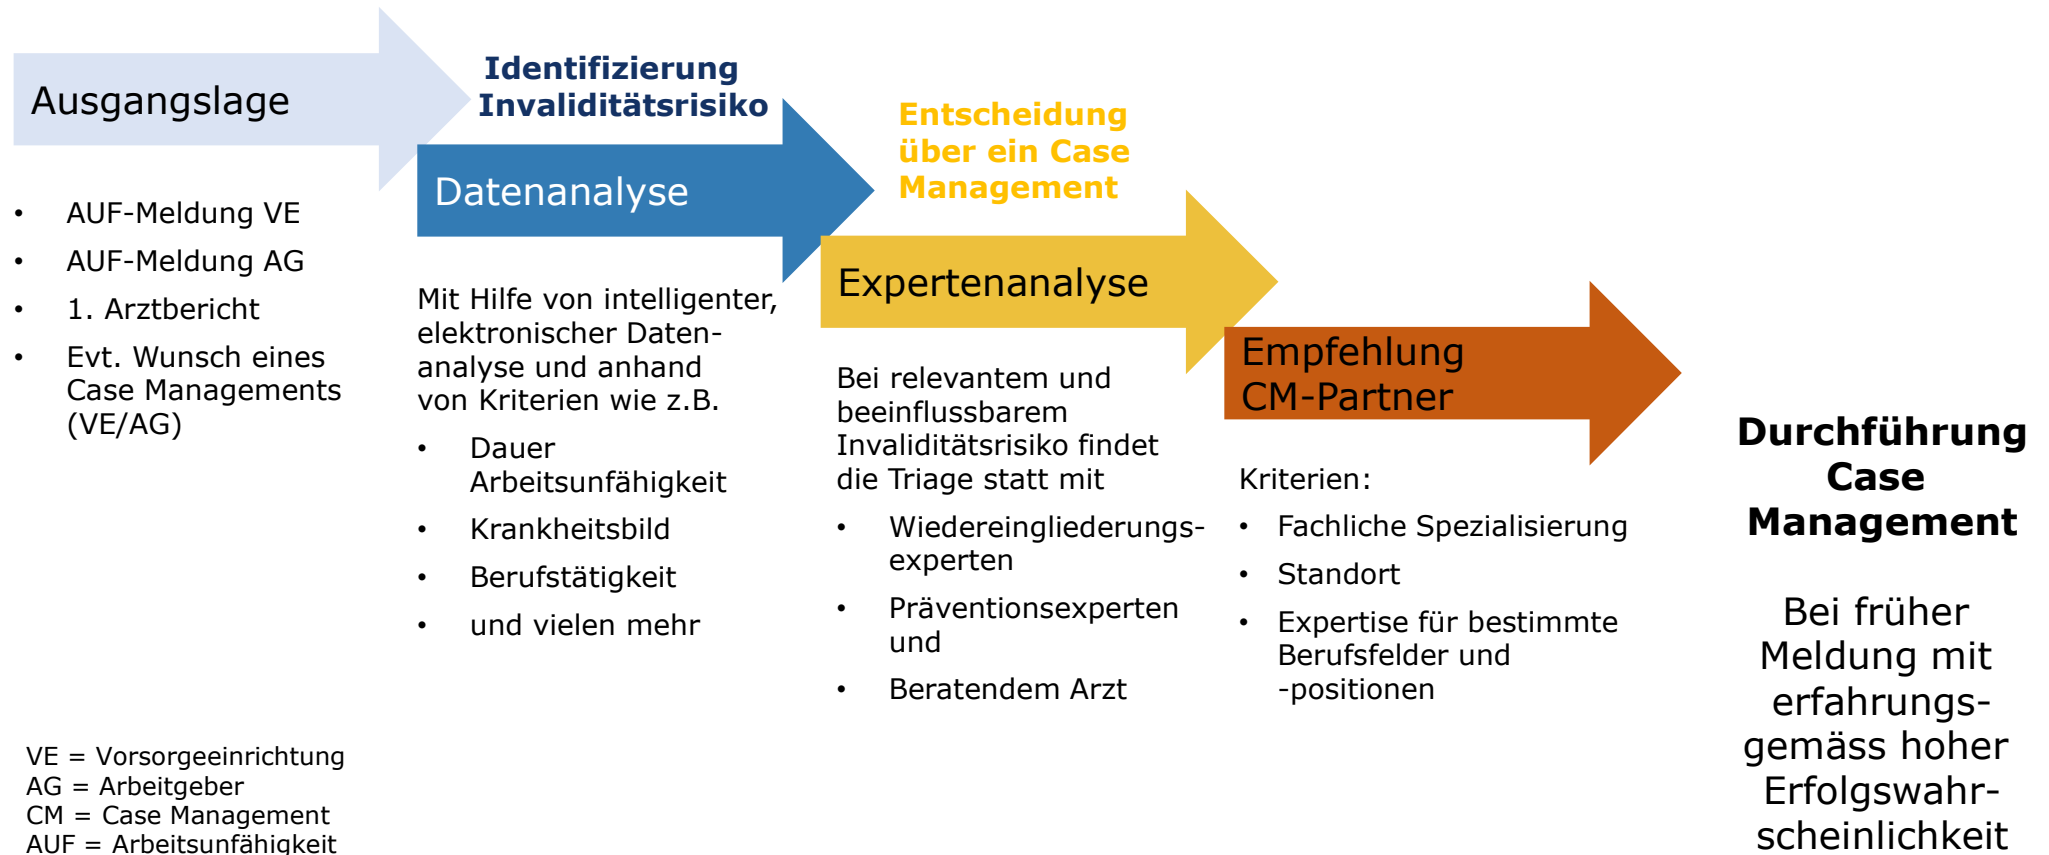 Ausgangslage
• AUF-Meldung VE
• AUF-Meldung AG
• 1. Arztbericht
• Evt. Wunsch eines
Case Managements
(VE/AG)
Identifizierung
Invaliditätsrisiko
Datenanalyse
Mit Hilfe von intelligenter,
elektronischer Daten-
analyse und anhand
von Kriterien wie z.B.
• Dauer
Arbeitsunfähigkeit
• Krankheitsbild
• Berufstätigkeit
• und vielen mehr
Entscheidung
über ein Case
Management
Expertenanalyse
Bei relevantem und
beeinflussbarem
Invaliditätsrisiko findet
die Triage statt mit
• Wiedereingliederungs-
experten
• Präventionsexperten
und
• Beratendem Arzt
Empfehlung
CM-Partner
Kriterien:
• Fachliche Spezialisierung
• Standort
• Expertise für bestimmte
Berufsfelder und
-positionen
Durchführung
Case
Management
Bei früher
Meldung mit
erfahrungs-
gemäss hoher
Erfolgswahr-
scheinlichkeit
VE = Vorsorgeeinrichtung
AG = Arbeitgeber
CM = Case Management
AUF = Arbeitsunfähigkeit